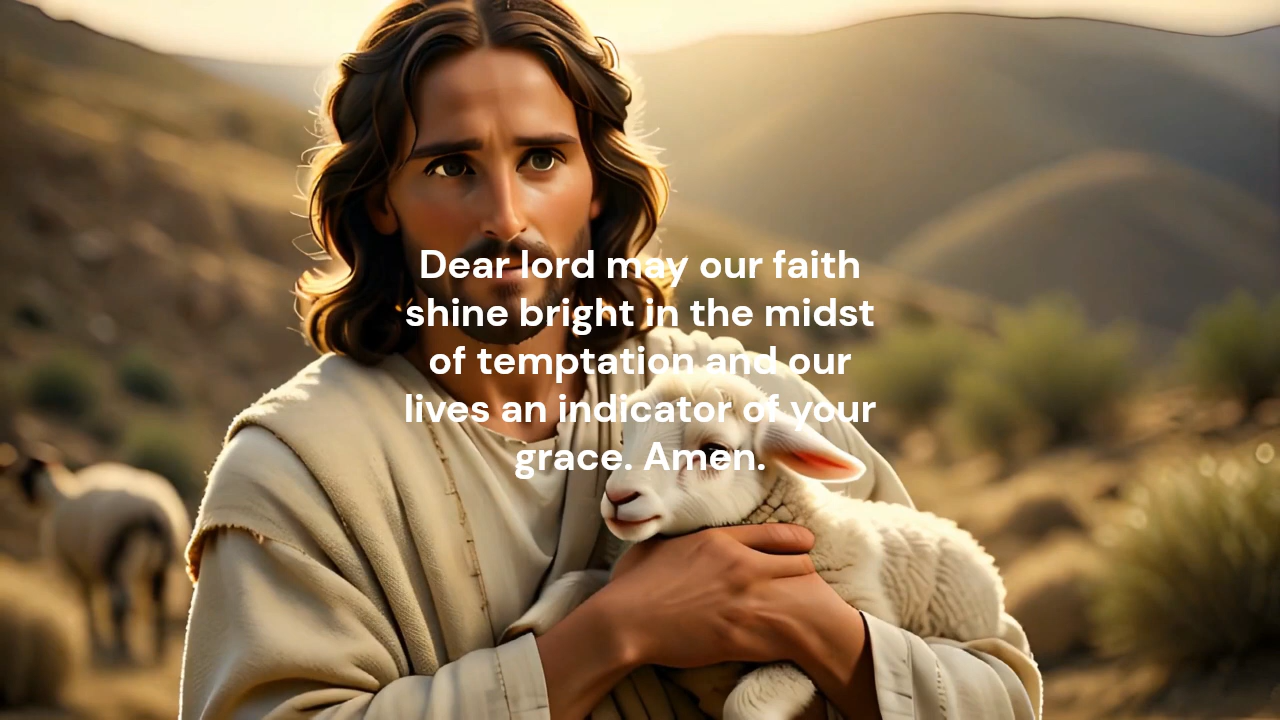 Dear lord may our faith
shine bright in the midst
of temptation and our
lives an indicator of your
grace. Amen.